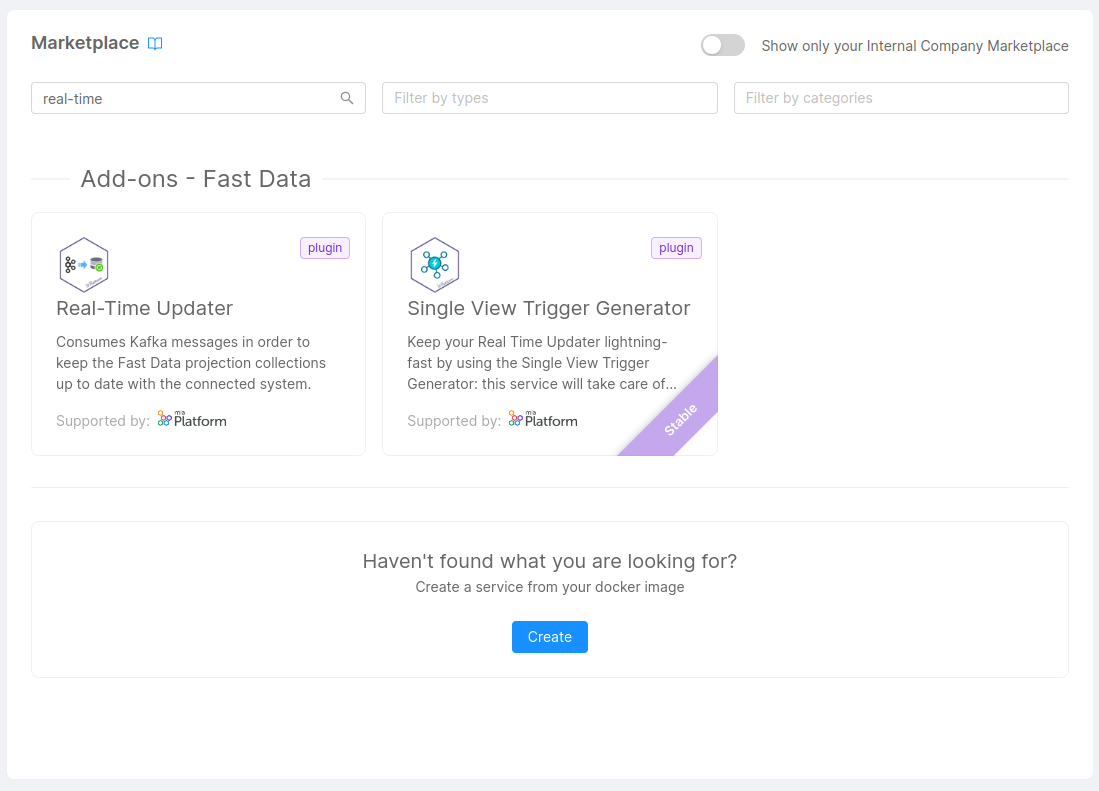 Marketplace
Show only your Internal Company Marketplace
real-time
Filter by types
Filter by categories
Add-ons - Fast Data
plugin
Real-Time Updater
Consumes Kafka messages in order to
keep the Fast Data projection collections
up to date with the connected system.
Supported by: mia Platform
plugin
Single View Trigger Generator
Keep your Real Time Updater lightning-
fast by using the Single View Trigger
Generator: this service will take care of...
Supported by: mia Platform
Stable
Haven't found what you are looking for?
Create a service from your docker image
Create